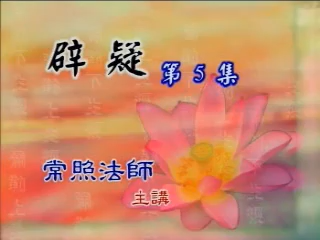 辟疑 第5集
常照法師
主講